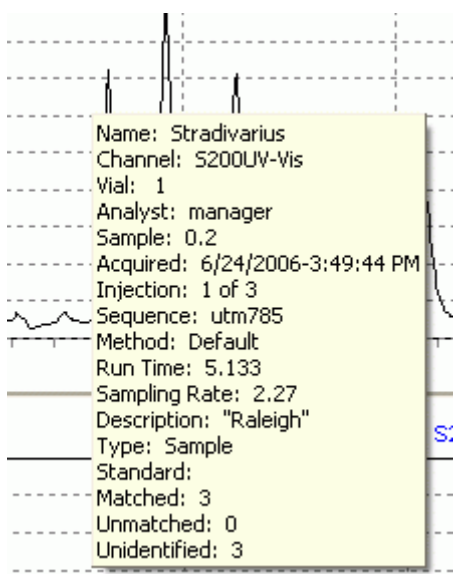 Name: Stradivarius
Channel: S200UV-Vis
Vial: 1
Analyst: manager
Sample: 0.2
Acquired: 6/24/2006-3:49:44 PM
Injection: 1 of 3
Sequence: utm785
Method: Default
Run Time: 5.133
Sampling Rate: 2.27
Description: "Raleigh"
Type: Sample
Standard:
Matched: 3
Unmatched: 0
Unidentified: 3